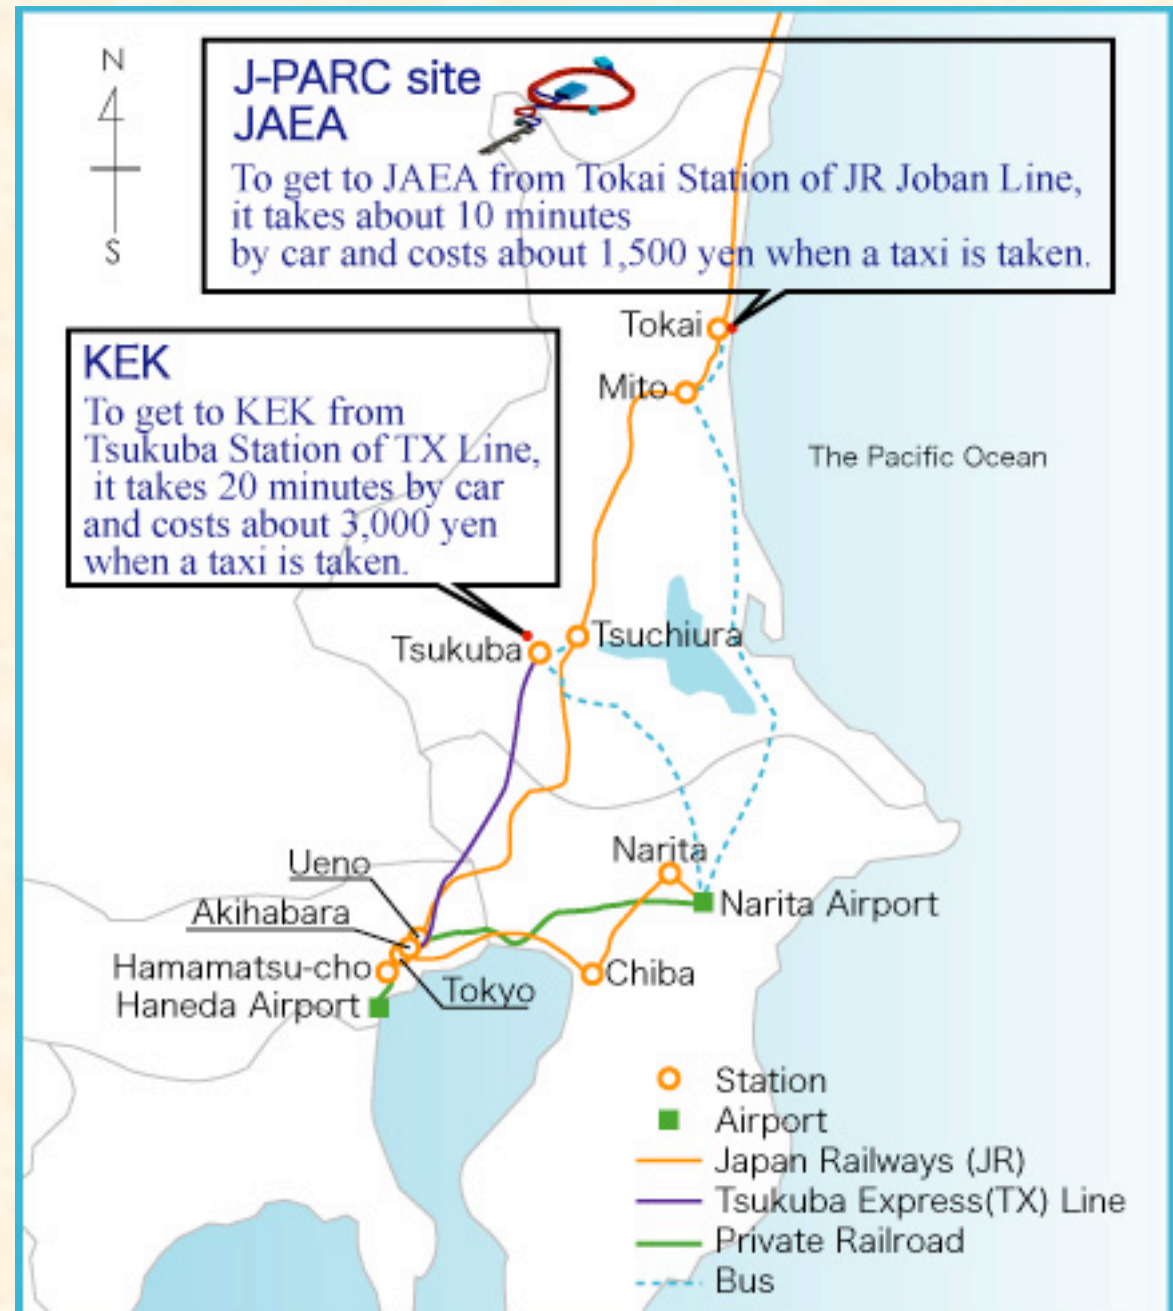 N
S
J-PARC site
JAEA
To get to JAEA from Tokai Station of JR Joban Line,
it takes about 10 minutes
by car and costs about 1,500 yen when a taxi is taken.
Tokai
KEK
To get to KEK from
Tsukuba Station of TX Line,
it takes 20 minutes by car
and costs about 3,000 yen
when a taxi is taken.
Mito
The Pacific Ocean
Tsuchiura
Tsukuba
Ueno
Narita
Akihabara
Narita Airport
Hamamatsu-cho
Chiba
Tokyo
Haneda Airport
Station
Airport
Japan Railways (JR)
Tsukuba Express(TX) Line
Private Railroad
Bus